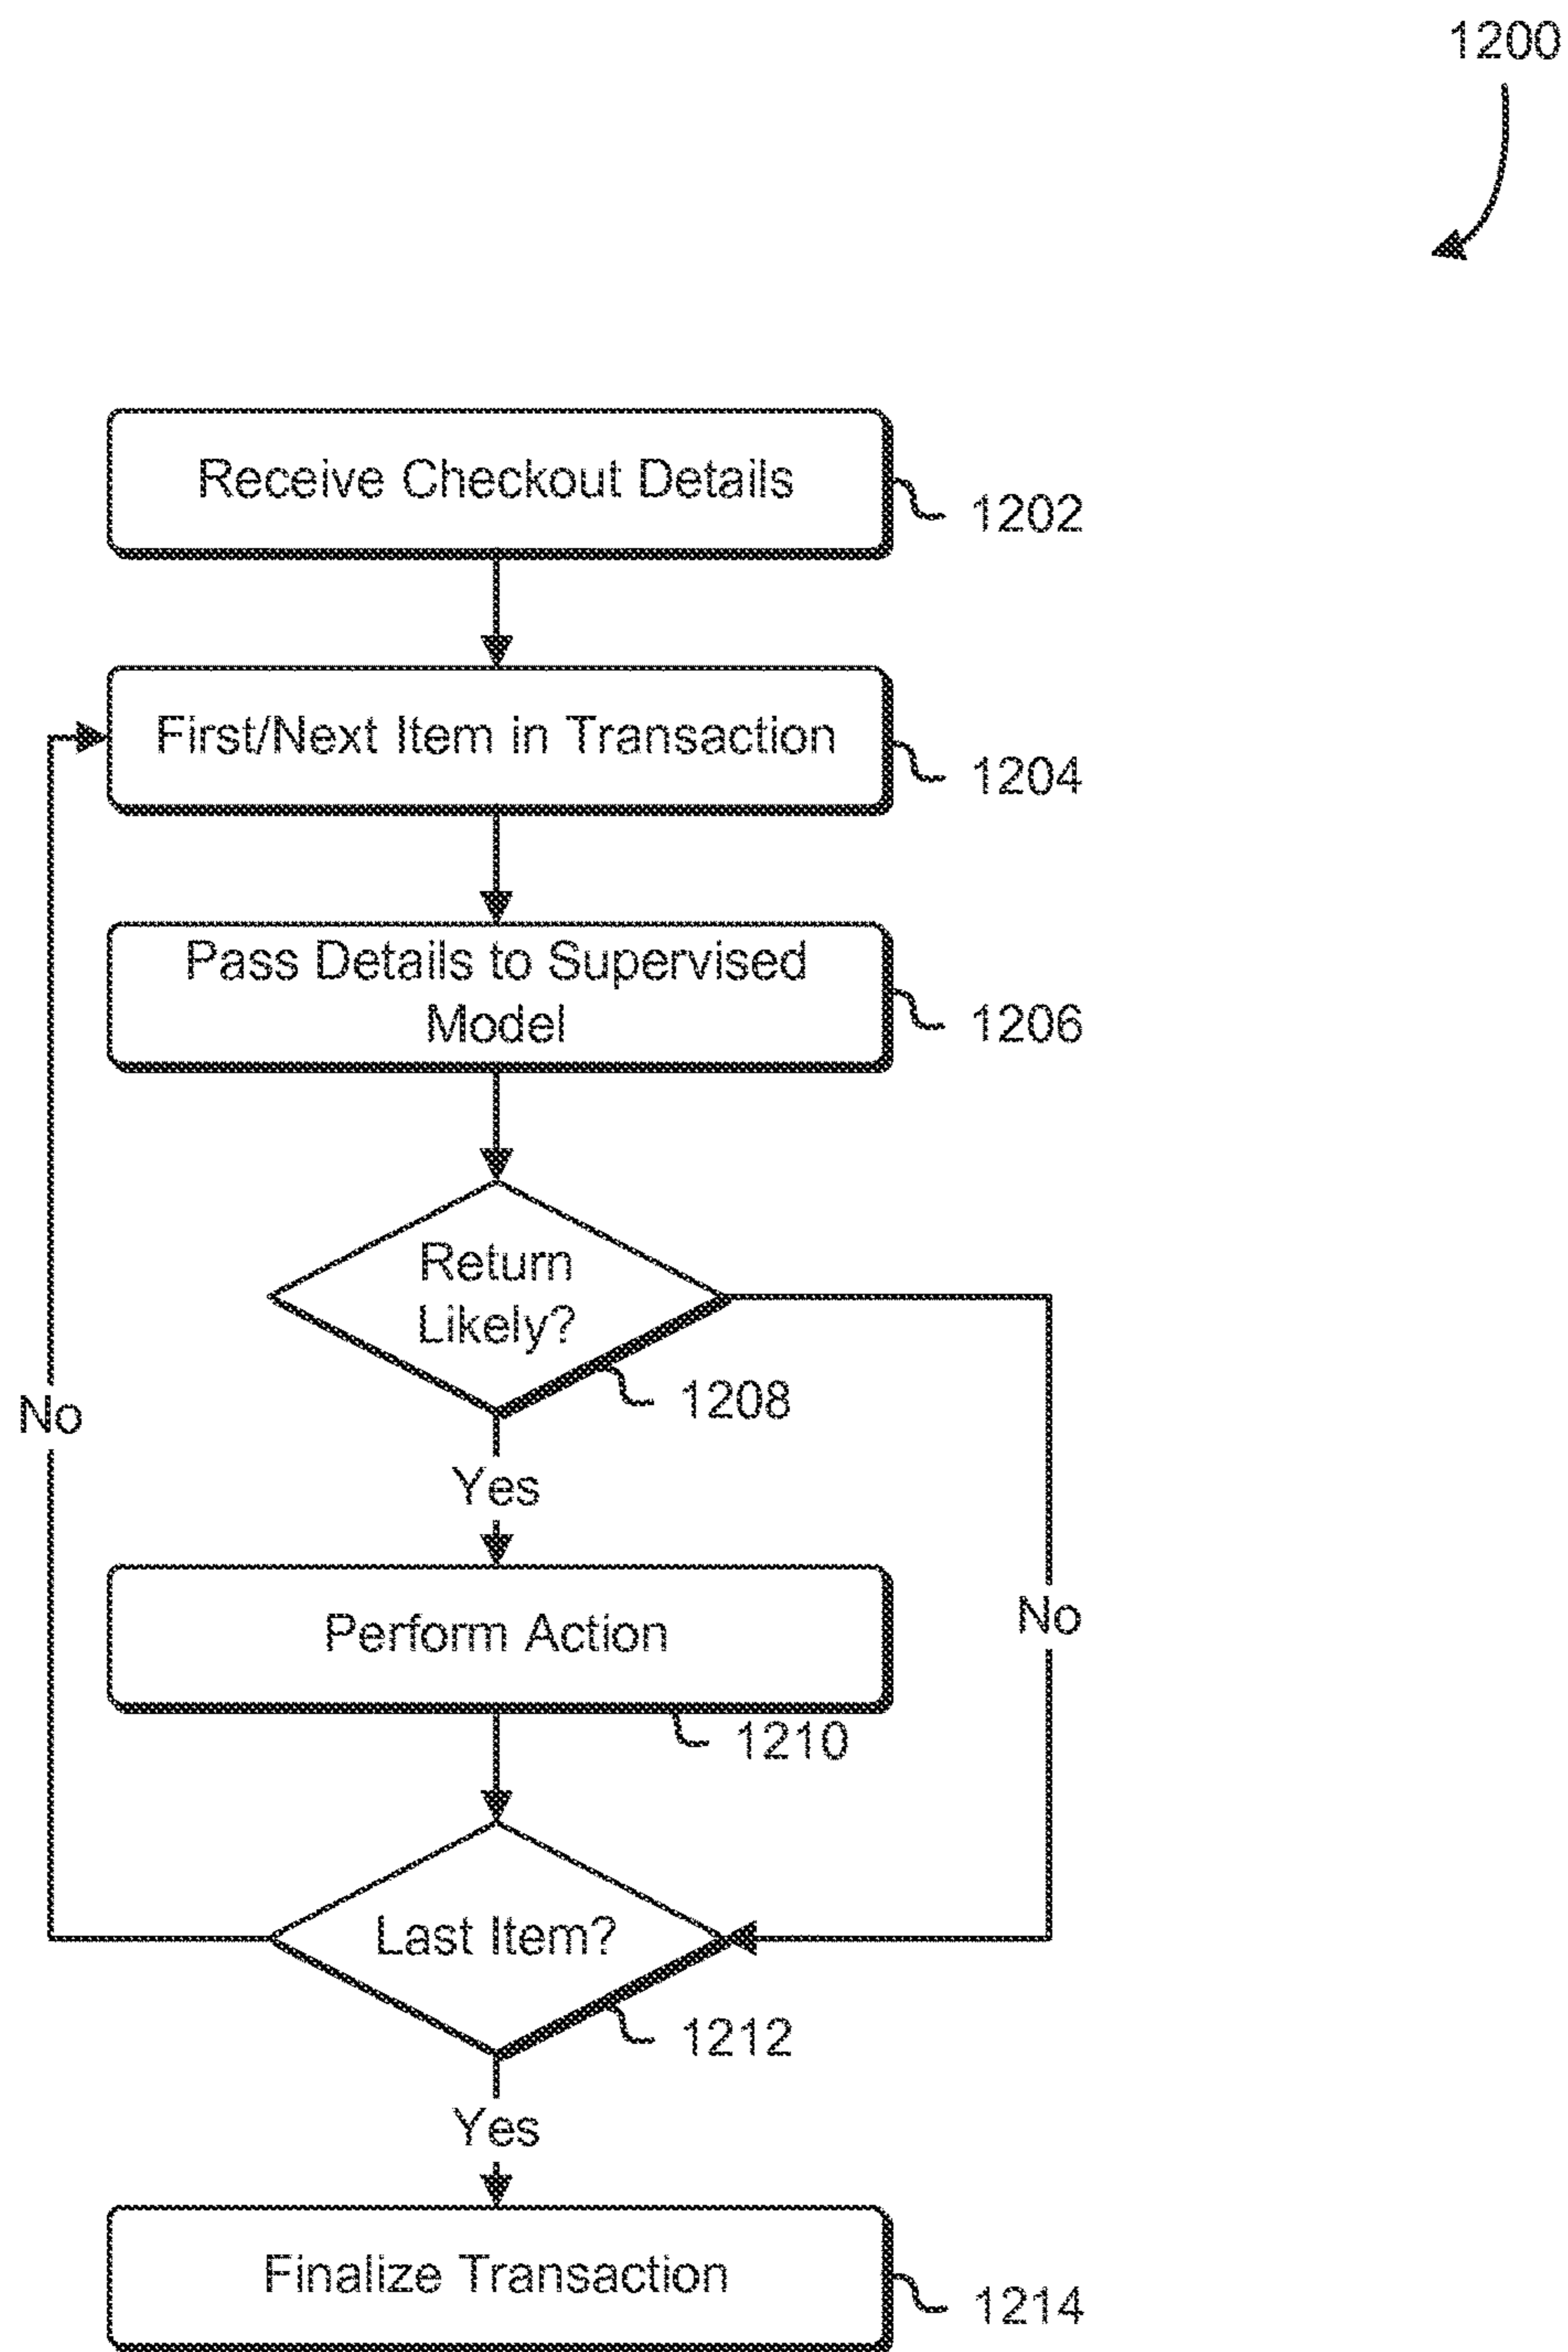 1200
Receive Checkout Details
1202
First/Next Item in Transaction
1204
Pass Details to Supervised
Model
1206
Return
Likely?
1208
No
Yes
Perform Action
No
1210
Last Item?
1212
Yes
Finalize Transaction
1214